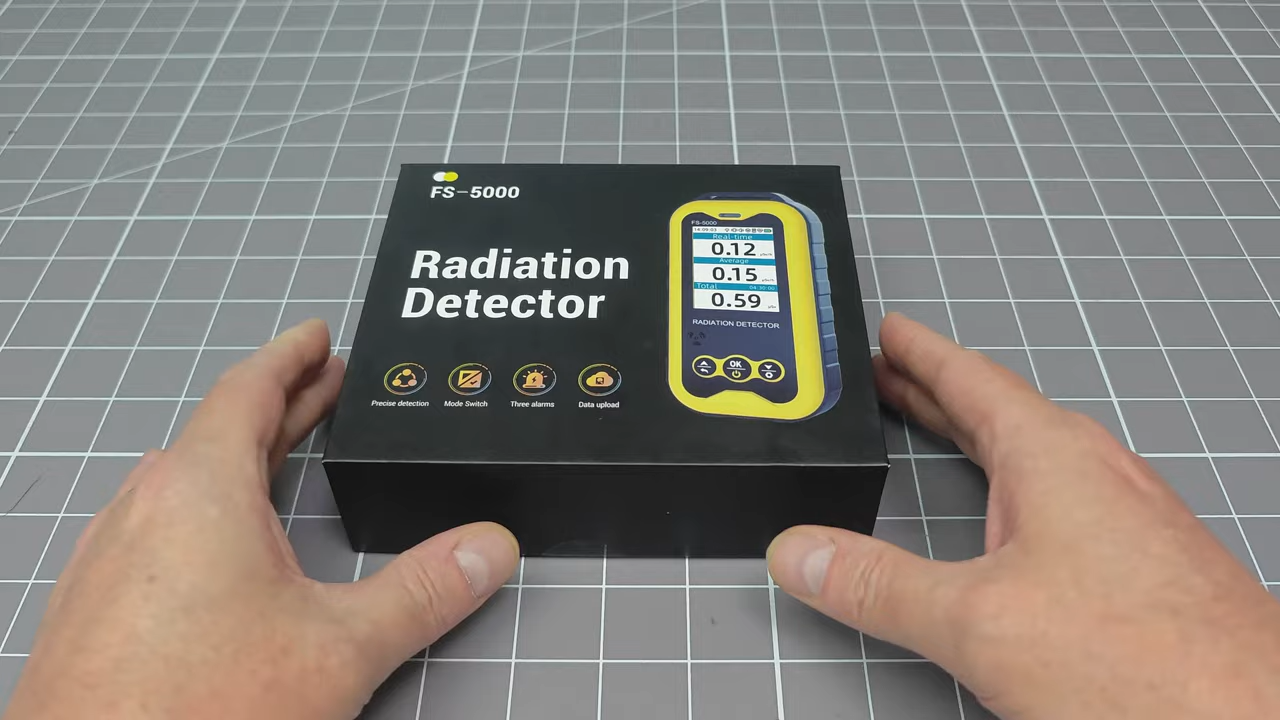 FS-5000
Radiation
Detector
Precise detection
Mode Switch
Three alarms
Data upload
FS-5000
Real-time
0.12
Average
0.15
Total
0.59
RADIATION DETECTOR
OK